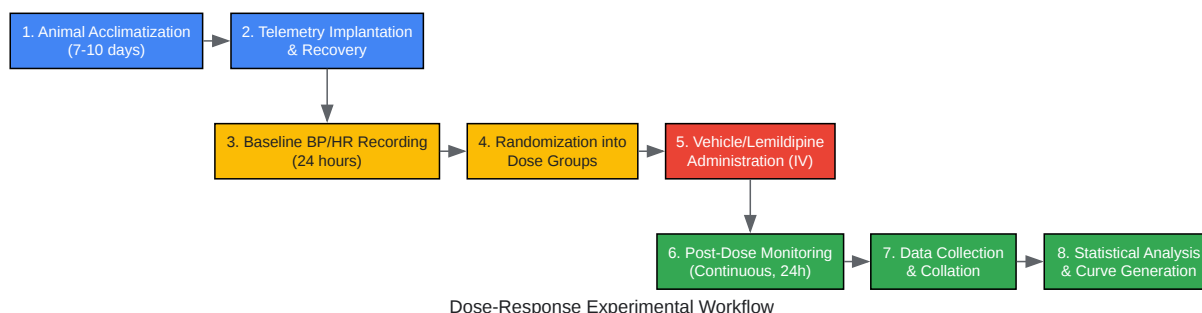 1. Animal Acclimatization
(7-10 days)
2. Telemetry Implantation
& Recovery
3. Baseline BP/HR Recording
(24 hours)
4. Randomization into
Dose Groups
5. Vehicle/Lemildipine
Administration (IV)
6. Post-Dose Monitoring
(Continuous, 24h)
7. Data Collection
& Collation
8. Statistical Analysis
& Curve Generation
Dose-Response Experimental Workflow